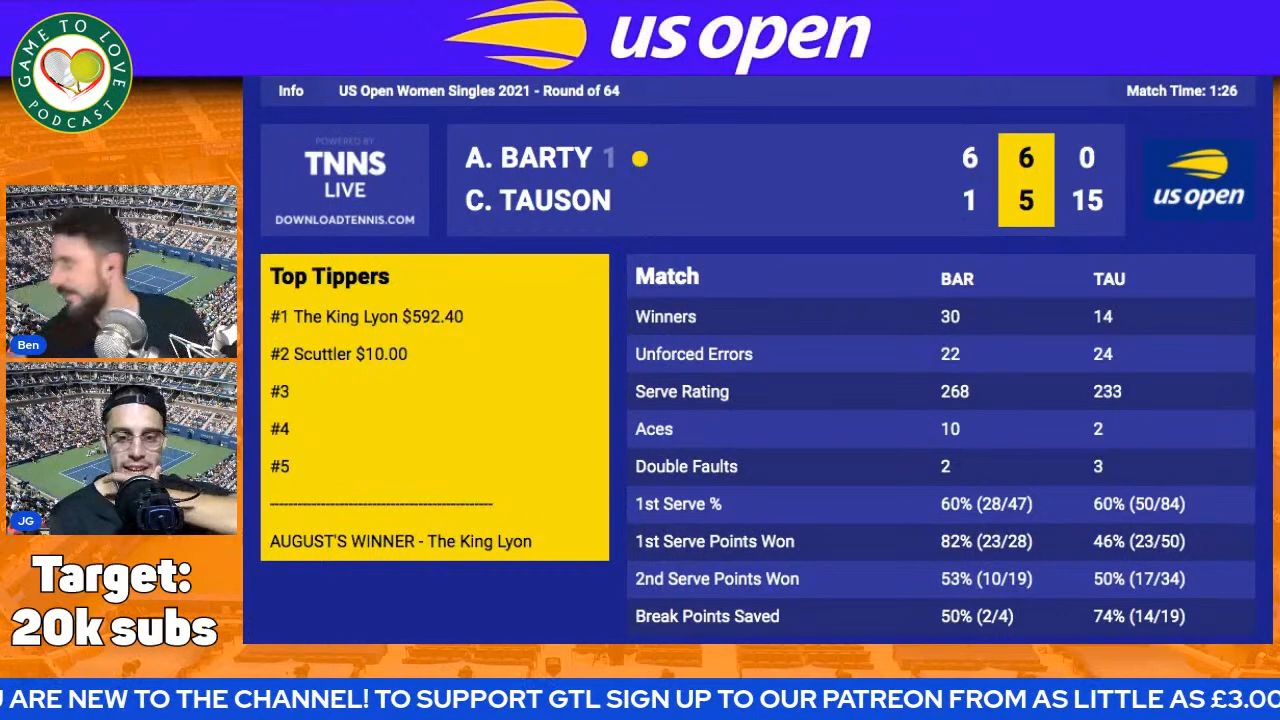 GAME TO LOVE
PODCAST
us open
Info US Open Women Singles 2021 - Round of 64 Match Time: 1:26
POWERED BY
TNNS
LIVE
DOWNLOADTENNIS.COM
A. BARTY 1 6 6 0
C. TAUSON 1 5 15
us open
Top Tippers
#1 The King Lyon $592.40
#2 Scuttler $10.00
#3
#4
#5
---------------------------------------------
AUGUST'S WINNER - The King Lyon
Match BAR TAU
Winners 30 14
Unforced Errors 22 24
Serve Rating 268 233
Aces 10 2
Double Faults 2 3
1st Serve % 60% (28/47) 60% (50/84)
1st Serve Points Won 82% (23/28) 46% (23/50)
2nd Serve Points Won 53% (10/19) 50% (17/34)
Break Points Saved 50% (2/4) 74% (14/19)
Ben
JG
Target:
20k subs
U ARE NEW TO THE CHANNEL! TO SUPPORT GTL SIGN UP TO OUR PATREON FROM AS LITTLE AS £3.00